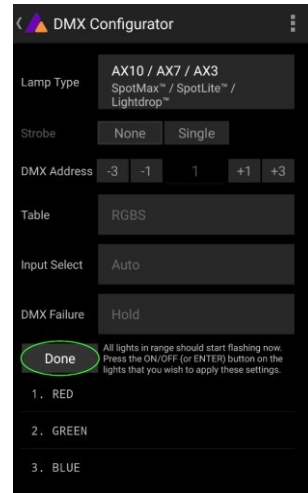 DMX Configurator
Lamp Type
AX10 / AX7 / AX3
SpotMax™ / SpotLite™ /
Lightdrop™
Strobe None Single
DMX Address -3 -1 1 +1 +3
Table RGBS
Input Select Auto
DMX Failure Hold
Done
All lights in range should start flashing now.
Press the ON/OFF (or ENTER) button on the
lights that you wish to apply these settings.
1. RED
2. GREEN
3. BLUE